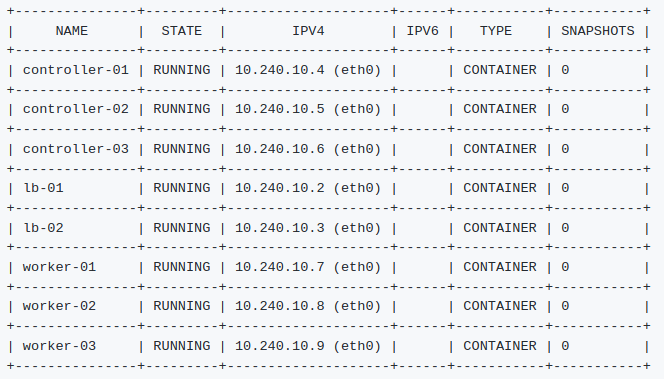 +---------------+---------+--------------------+------+-----------+-----------+
|     NAME      |  STATE  |        IPV4        | IPV6 |   TYPE    | SNAPSHOTS |
+---------------+---------+--------------------+------+-----------+-----------+
| controller-01 | RUNNING | 10.240.10.4 (eth0) |      | CONTAINER | 0         |
+---------------+---------+--------------------+------+-----------+-----------+
| controller-02 | RUNNING | 10.240.10.5 (eth0) |      | CONTAINER | 0         |
+---------------+---------+--------------------+------+-----------+-----------+
| controller-03 | RUNNING | 10.240.10.6 (eth0) |      | CONTAINER | 0         |
+---------------+---------+--------------------+------+-----------+-----------+
| lb-01         | RUNNING | 10.240.10.2 (eth0) |      | CONTAINER | 0         |
+---------------+---------+--------------------+------+-----------+-----------+
| lb-02         | RUNNING | 10.240.10.3 (eth0) |      | CONTAINER | 0         |
+---------------+---------+--------------------+------+-----------+-----------+
| worker-01     | RUNNING | 10.240.10.7 (eth0) |      | CONTAINER | 0         |
+---------------+---------+--------------------+------+-----------+-----------+
| worker-02     | RUNNING | 10.240.10.8 (eth0) |      | CONTAINER | 0         |
+---------------+---------+--------------------+------+-----------+-----------+
| worker-03     | RUNNING | 10.240.10.9 (eth0) |      | CONTAINER | 0         |
+---------------+---------+--------------------+------+-----------+-----------+